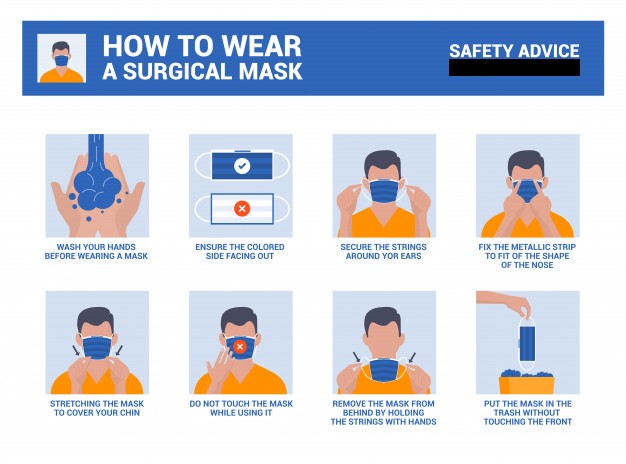 HOW TO WEAR
A SURGICAL MASK
SAFETY ADVICE
WASH YOUR HANDS
BEFORE WEARING A MASK
ENSURE THE COLORED
SIDE FACING OUT
SECURE THE STRINGS
AROUND YOR EARS
FIX THE METALLIC STRIP
TO FIT OF THE SHAPE
OF THE NOSE
STRETCHING THE MASK
TO COVER YOUR CHIN
DO NOT TOUCH THE MASK
WHILE USING IT
REMOVE THE MASK FROM
BEHIND BY HOLDING
THE STRINGS WITH HANDS
PUT THE MASK IN THE
TRASH WITHOUT
TOUCHING THE FRONT